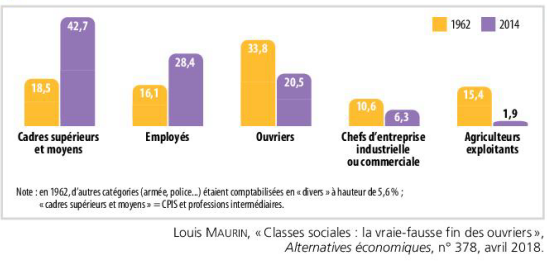 1962 2014
42,7
33,8
28,4
18,5 16,1 20,5 15,4
10,6 6,3 1,9
Cadres supérieurs Employés Ouvriers Chefs d’entreprise Agriculteurs
et moyens industrielle exploitants
ou commerciale
Note : en 1962, d’autres catégories (armée, police...) étaient comptabilisées en « divers » à hauteur de 5,6 % ;
« cadres supérieurs et moyens » = CPIS et professions intermédiaires.
Louis MAURIN, « Classes sociales : la vraie-fausse fin des ouvriers »,
Alternatives économiques, n° 378, avril 2018.